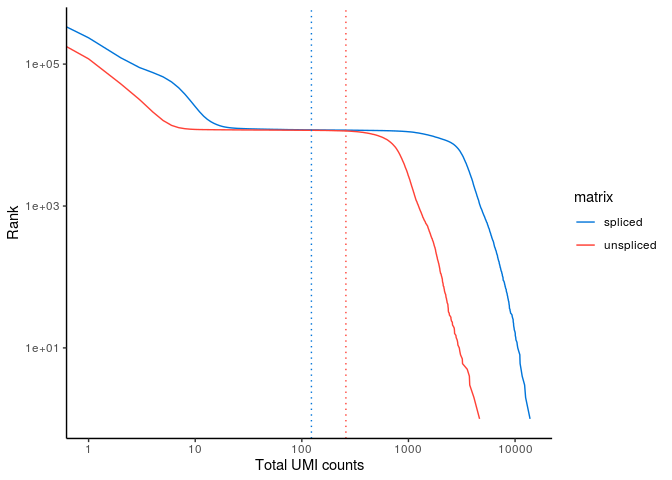 1e+05
1e+03
1e+01
Rank
1
10
100
1000
10000
Total UMI counts
matrix
spliced
unspliced